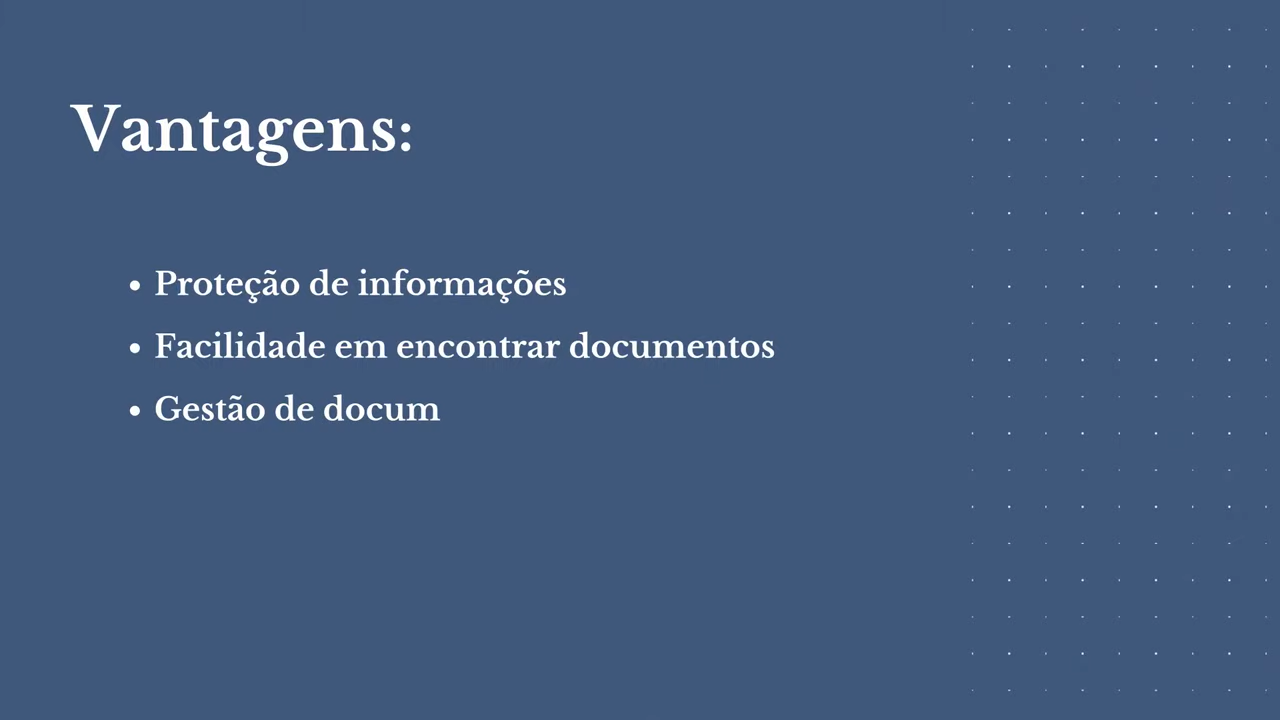 Vantagens:
• Proteção de informações
• Facilidade em encontrar documentos
• Gestão de docum